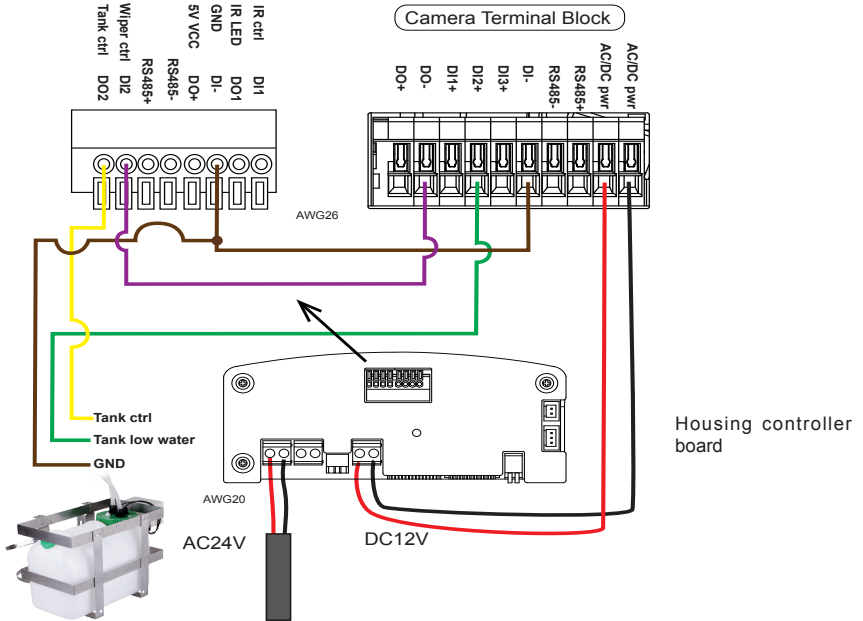 Camera Terminal Block
Tank ctrl DO2
Wiper ctrl DI2
RS485+
RS485-
5V VCC DO+
GND DI-
IR LED DO1
IR ctrl DI1
DO+
DO-
DI1+
DI2+
DI3+
DI-
RS485-
RS485+
AC/DC pwr
AC/DC pwr
AWG26
Tank ctrl
Tank low water
GND
Housing controller
board
AWG20
AC24V
DC12V